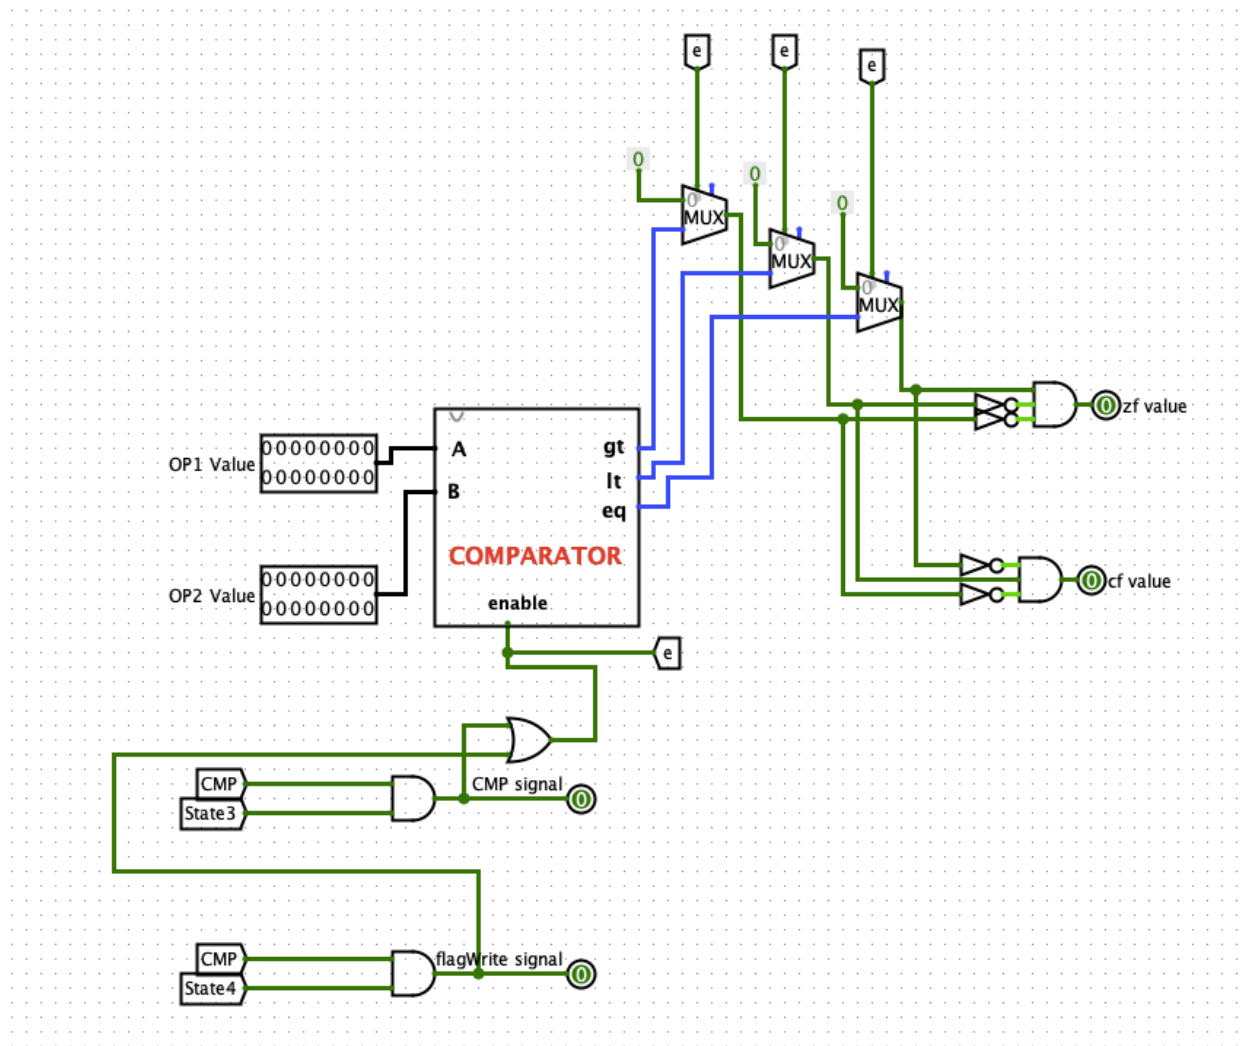 e
e
e
0
0
0
0
MUX
0
MUX
0
MUX
0
zf value
A
gt
OP1 Value
00000000
00000000
lt
B
eq
COMPARATOR
OP2 Value
00000000
00000000
0
cf value
enable
e
CMP
State3
CMP signal
0
CMP
State4
flagWrite signal
0